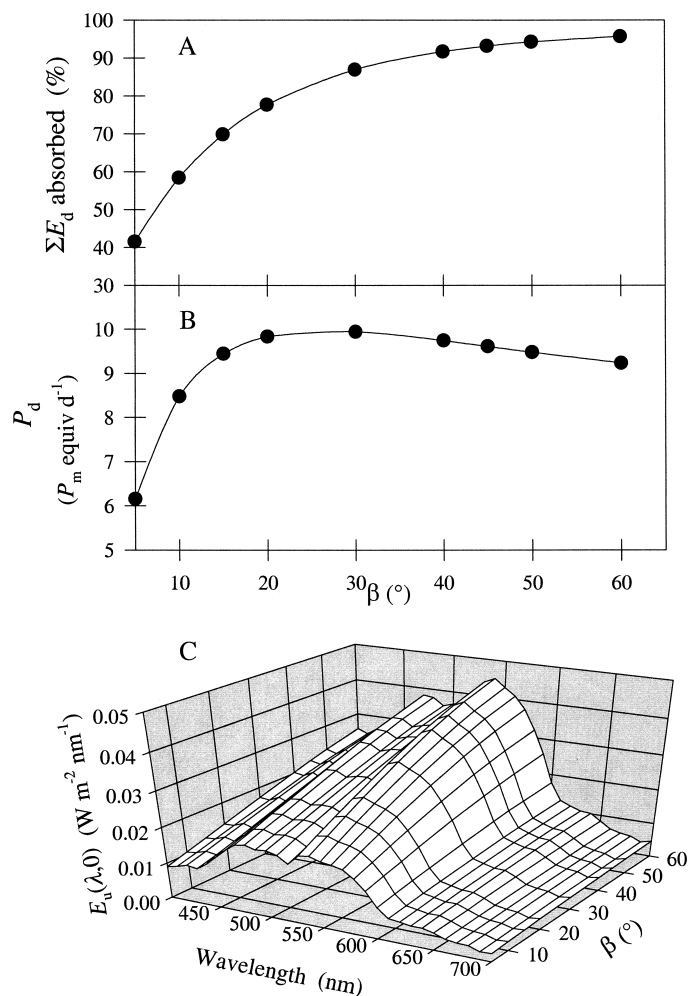 A
ΣE_d absorbed (%)
100
90
80
70
60
50
40
30
B
P_d
(P_m equiv d⁻¹)
10
9
8
7
6
5
10 20 30 40 50 60
β (°)
C
E_u(λ,0) (W m⁻² nm⁻¹)
0.05
0.04
0.03
0.02
0.01
0.00
450 500 550 600 650 700
Wavelength (nm)
10 20 30 40 50 60
β (°)